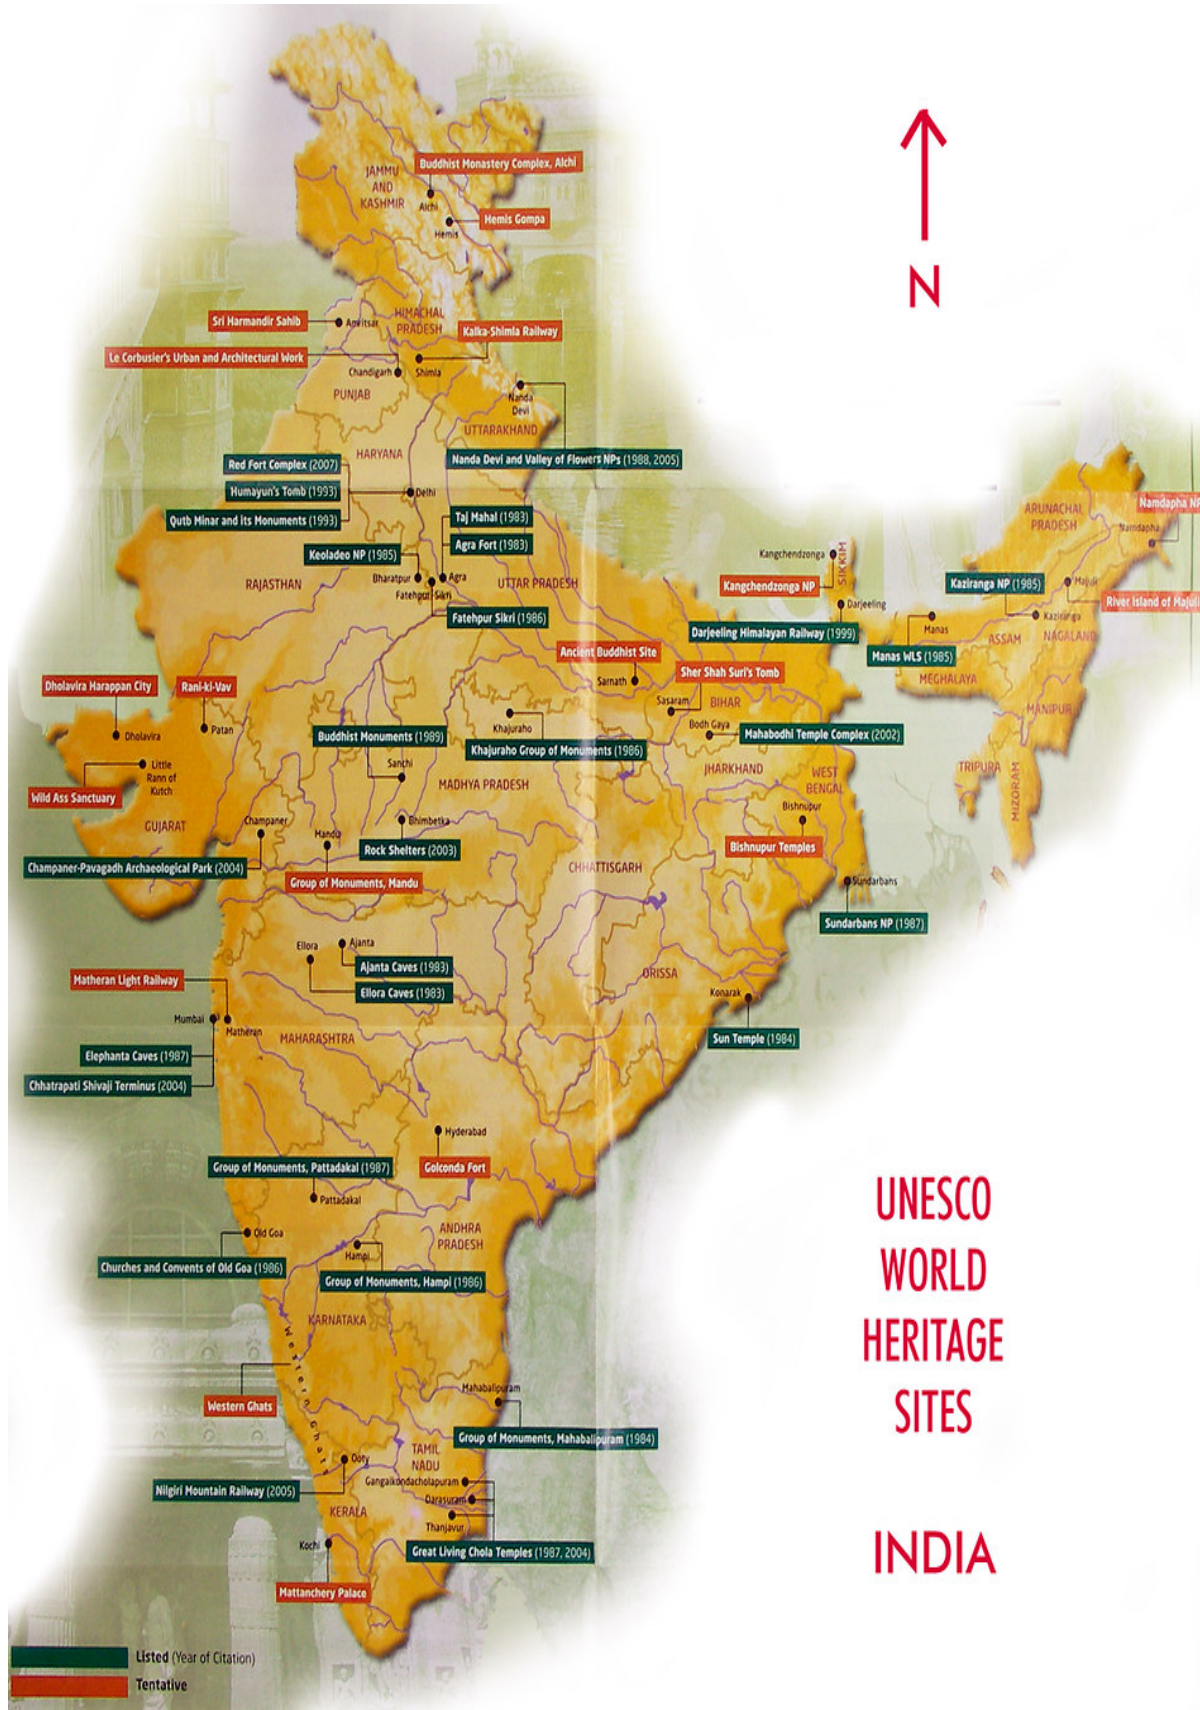 Buddhist Monastery Complex, Alchi
JAMMU
AND
KASHMIR
Alchi
Hemis Gompa
Hemis
N
Sri Harmandir Sahib
Amritsar
HIMACHAL
PRADESH
Kalka-Shimla Railway
Le Corbusier's Urban and Architectural Work
Chandigarh
Shimla
PUNJAB
Nanda
Devi
UTTARAKHAND
HARYANA
Nanda Devi and Valley of Flowers NPs (1988, 2005)
Red Fort Complex (2007)
Humayun's Tomb (1993)
Delhi
Qutb Minar and its Monuments (1993)
Taj Mahal (1983)
Agra Fort (1983)
Keoladeo NP (1985)
RAJASTHAN
Bharatpur
Agra
Fatehpur Sikri
UTTAR PRADESH
Fatehpur Sikri (1986)
ARUNACHAL
PRADESH
Namdapha NP
Namdapha
Kangchendzonga
SIKKIM
Kangchendzonga NP
Kaziranga NP (1985)
Majuli
River Island of Majuli
Darjeeling
Kaziranga
Darjeeling Himalayan Railway (1999)
Manas
ASSAM
NAGALAND
Manas WLS (1985)
MEGHALAYA
MANIPUR
TRIPURA
MIZORAM
Ancient Buddhist Site
Sarnath
Sher Shah Suri's Tomb
Sasaram
BIHAR
Bodh Gaya
Mahabodhi Temple Complex (2002)
Dholavira Harappan City
Rani-ki-Vav
Dholavira
Patan
Buddhist Monuments (1989)
Khajuraho
Khajuraho Group of Monuments (1986)
Sanchi
Little
Rann of
Kutch
MADHYA PRADESH
JHARKHAND
WEST
BENGAL
Wild Ass Sanctuary
GUJARAT
Champaner
Mandu
Bhimbetka
Bishnupur
Bishnupur Temples
Rock Shelters (2003)
Champaner-Pavagadh Archaeological Park (2004)
Group of Monuments, Mandu
CHHATTISGARH
Sundarbans
Sundarbans NP (1987)
Ellora
Ajanta
Ajanta Caves (1983)
Ellora Caves (1983)
ORISSA
Konarak
Sun Temple (1984)
Matheran Light Railway
Mumbai
Matheran
MAHARASHTRA
Elephanta Caves (1987)
Chhatrapati Shivaji Terminus (2004)
Hyderabad
Golconda Fort
Group of Monuments, Pattadakal (1987)
Pattadakal
Old Goa
ANDHRA
PRADESH
Churches and Convents of Old Goa (1986)
Hampi
Group of Monuments, Hampi (1986)
KARNATAKA
Western Ghats
Western Ghats
Mahabalipuram
Group of Monuments, Mahabalipuram (1984)
TAMIL
NADU
Ooty
Nilgiri Mountain Railway (2005)
Gangaikondacholapuram
Darasuram
Thanjavur
KERALA
Kochi
Great Living Chola Temples (1987, 2004)
Mattanchery Palace
UNESCO
WORLD
HERITAGE
SITES
INDIA
Listed (Year of Citation)
Tentative